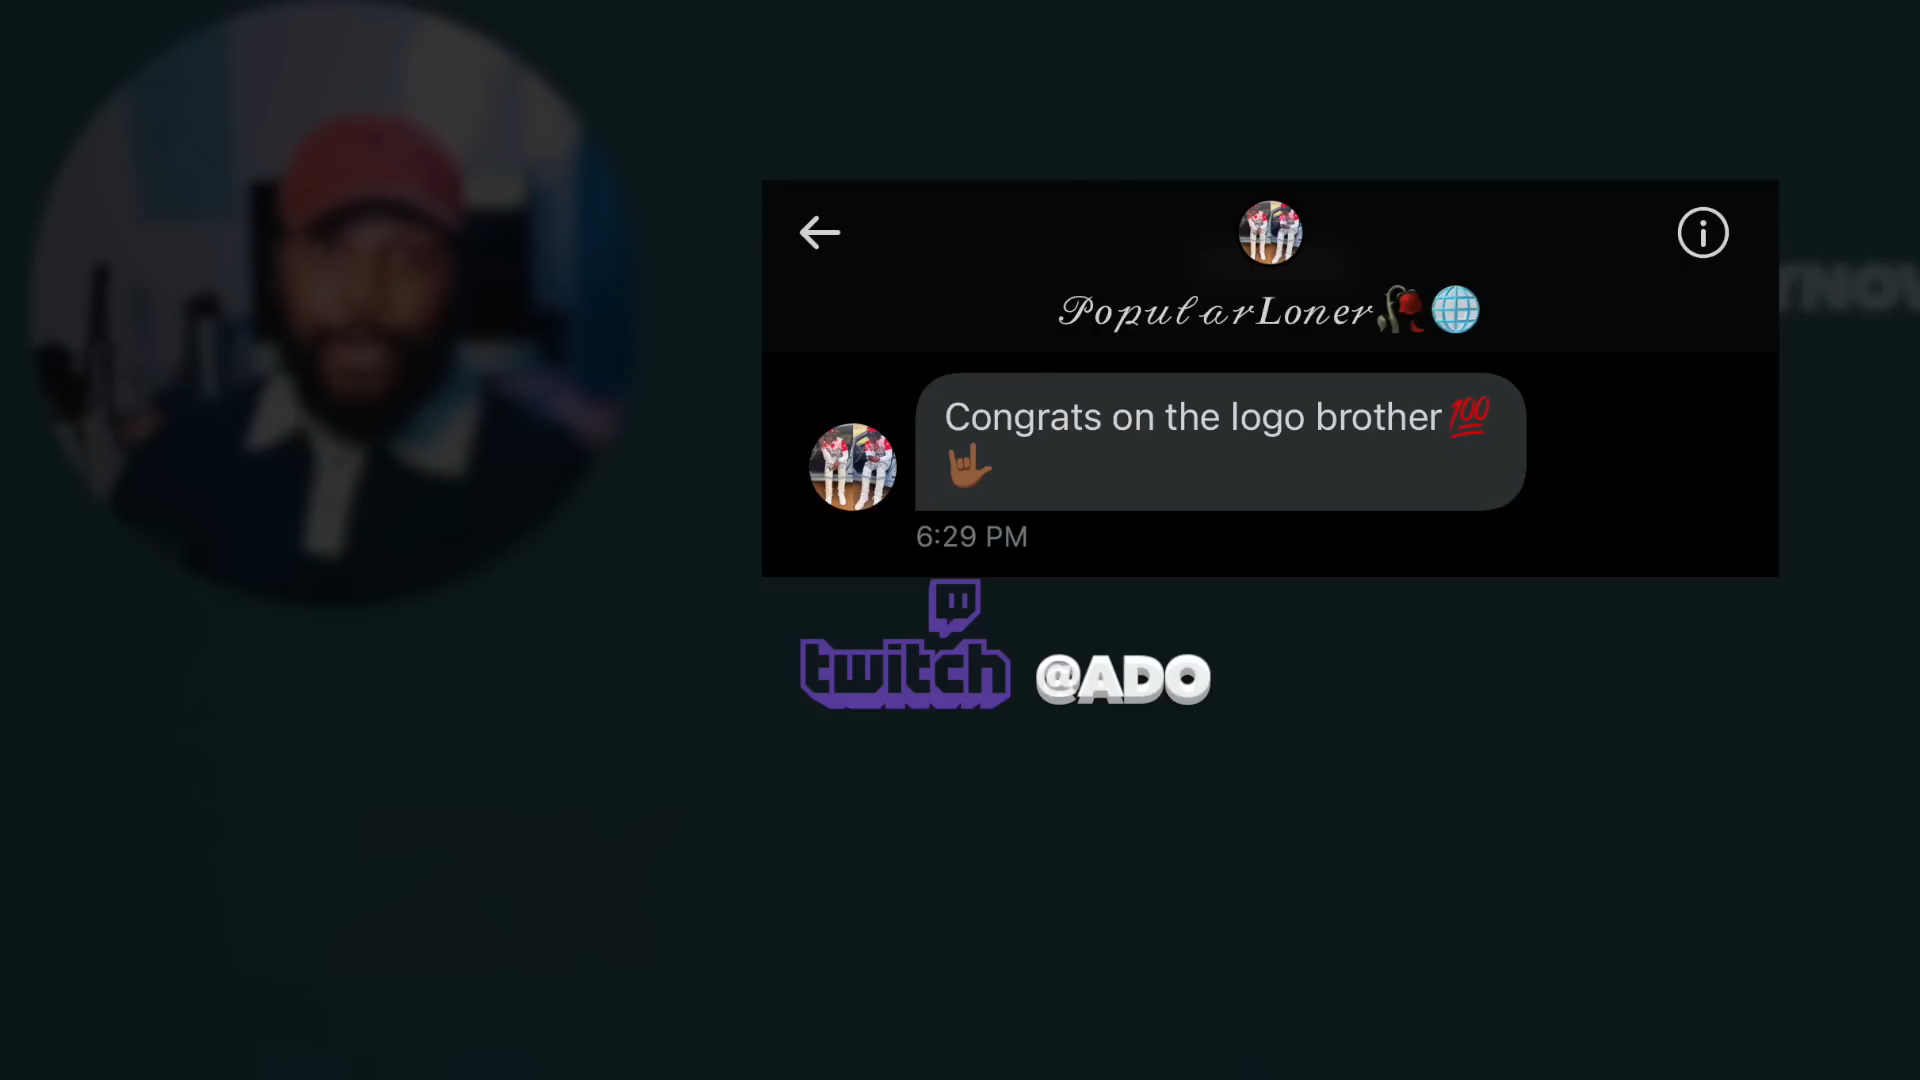 𝒫𝑜𝓅𝓊𝓁𝒶𝓇𝐿𝑜𝓃𝑒𝓇🥀🌐
Congrats on the logo brother💯
🤟🏾
6:29 PM
twitch @ADO